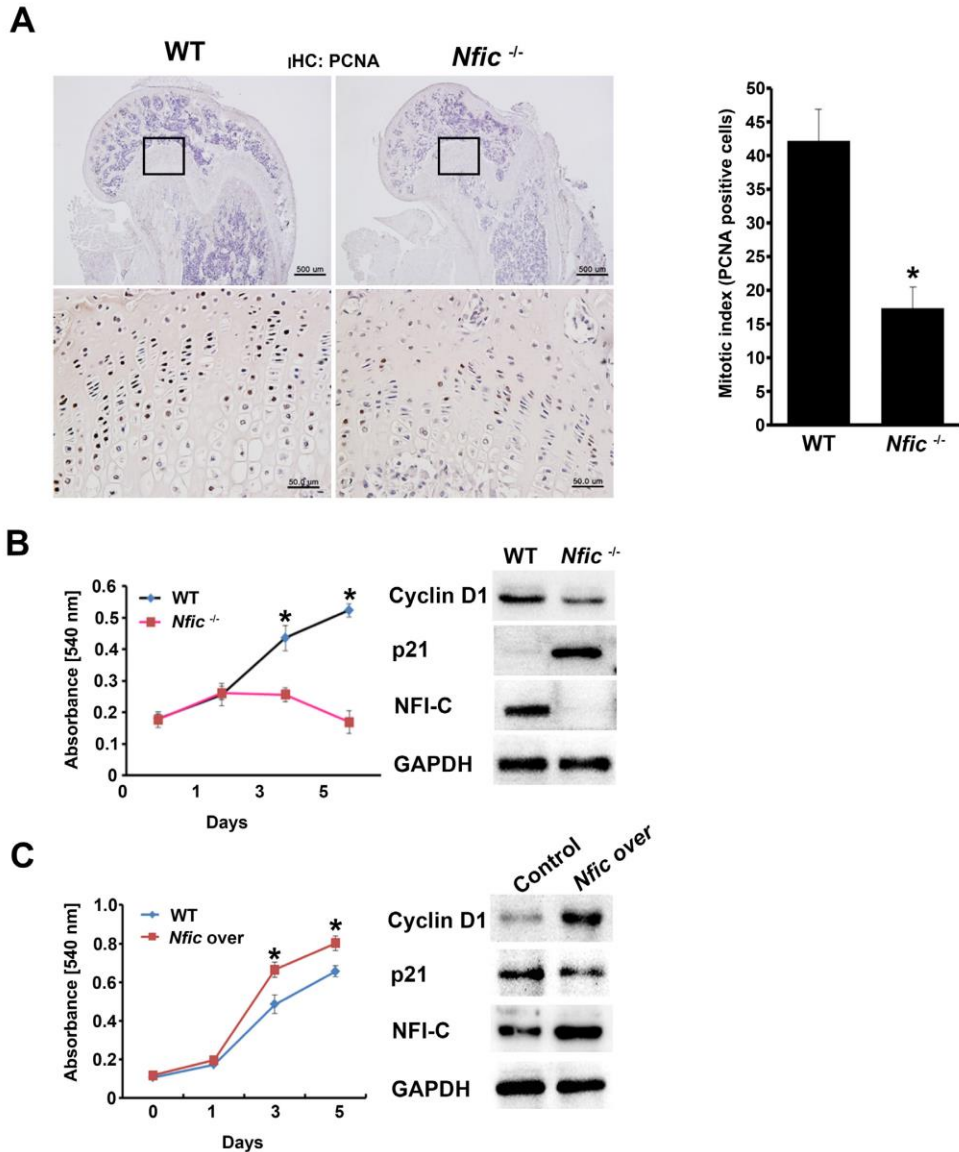 A
WT
IHC: PCNA
Nfic -/-
500 um
500 um
50.0 um
50.0 um
Mitotic index (PCNA positive cells)
50
45
40
35
30
25
20
15
10
5
0
*
WT
Nfic -/-
B
Absorbance [540 nm]
0.6
0.5
0.4
0.3
0.2
0.1
0
WT
Nfic -/-
*
*
0
1
3
5
Days
WT
Nfic -/-
Cyclin D1
p21
NFI-C
GAPDH
C
Absorbance [540 nm]
1.0
0.8
0.6
0.4
0.2
0
WT
Nfic over
*
*
0
1
3
5
Days
Control
Nfic over
Cyclin D1
p21
NFI-C
GAPDH